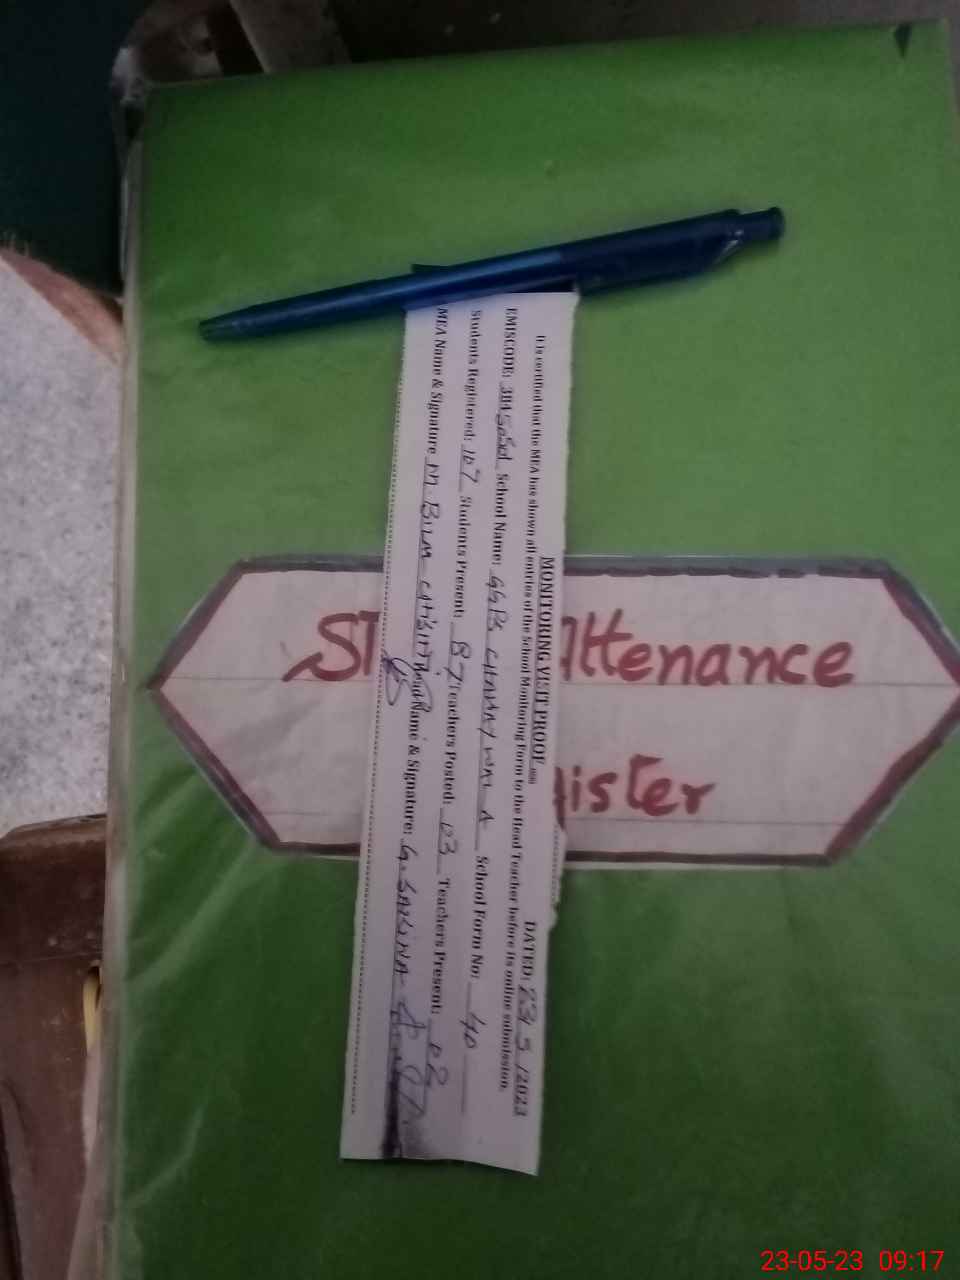 MONITORING VISIT PROOF DATED: 23/5/2023
It is certified that the MEA has shown all entries of the School Monitoring Form to the Head Teacher before its online submission.
EMISCODE: School Name: GGPS School Form No: 40
Students Registered: 107 Students Present: 87 Teachers Posted: 03 Teachers Present: 02
MEA Name & Signature M. Head Name & Signature: G. SAKINA
Attenance
ister
23-05-23 09:17